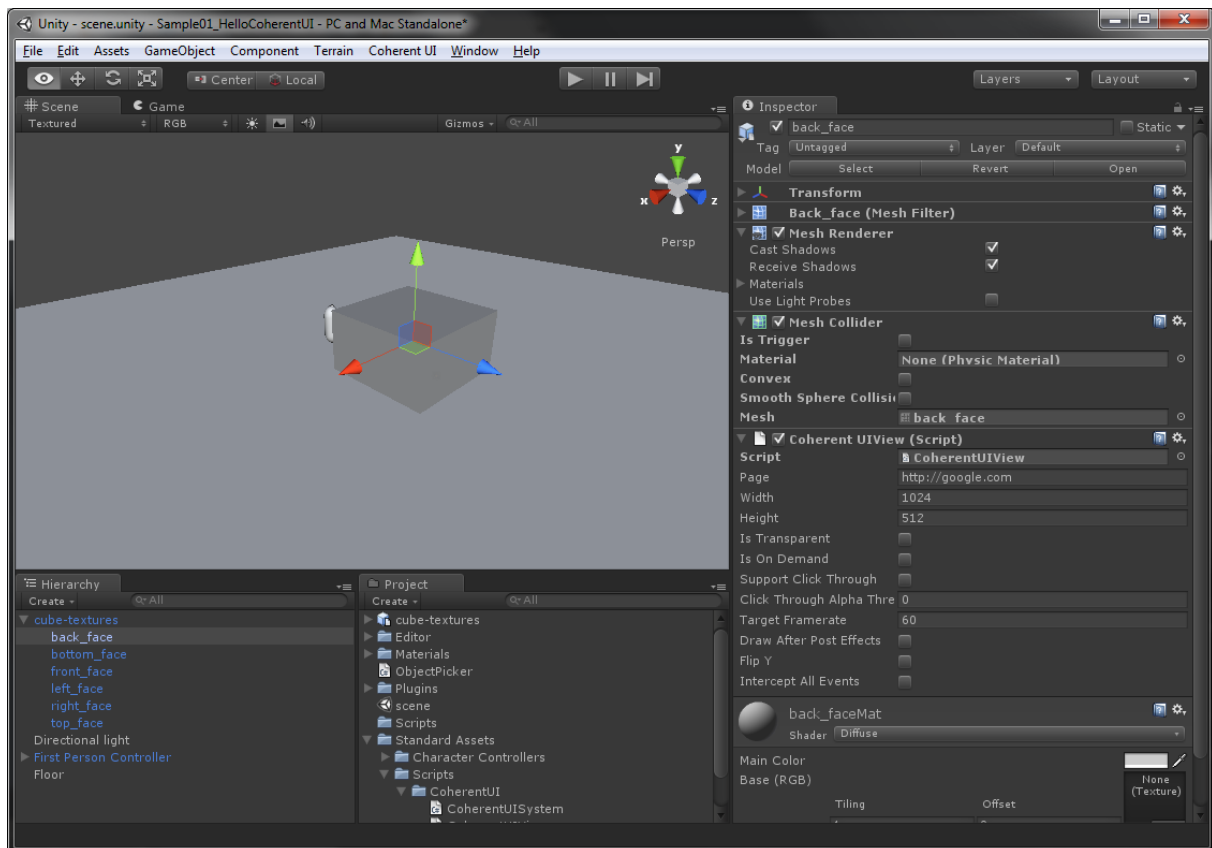 Unity - scene.unity - Sample01_HelloCoherentUI - PC and Mac Standalone*
File Edit Assets GameObject Component Terrain Coherent UI Window Help
Center Local Layers Layout
Scene Game
Textured RGB Gizmos All
y
x z
Persp
Hierarchy
Create All
cube-textures
back_face
bottom_face
front_face
left_face
right_face
top_face
Directional light
First Person Controller
Floor
Project
Create All
cube-textures
Editor
Materials
ObjectPicker
Plugins
scene
Scripts
Standard Assets
Character Controllers
Scripts
CoherentUI
CoherentUISystem
Inspector
back_face Static
Tag Untagged Layer Default
Model Select Revert Open
Transform
Back_face (Mesh Filter)
Mesh Renderer
Cast Shadows
Receive Shadows
Materials
Use Light Probes
Mesh Collider
Is Trigger
Material None (Physic Material)
Convex
Smooth Sphere Collisi
Mesh back_face
Coherent UIView (Script)
Script CoherentUIView
Page http://google.com
Width 1024
Height 512
Is Transparent
Is On Demand
Support Click Through
Click Through Alpha Thre 0
Target Framerate 60
Draw After Post Effects
Flip Y
Intercept All Events
back_faceMat
Shader Diffuse
Main Color
Base (RGB) None
(Texture)
Tiling Offset